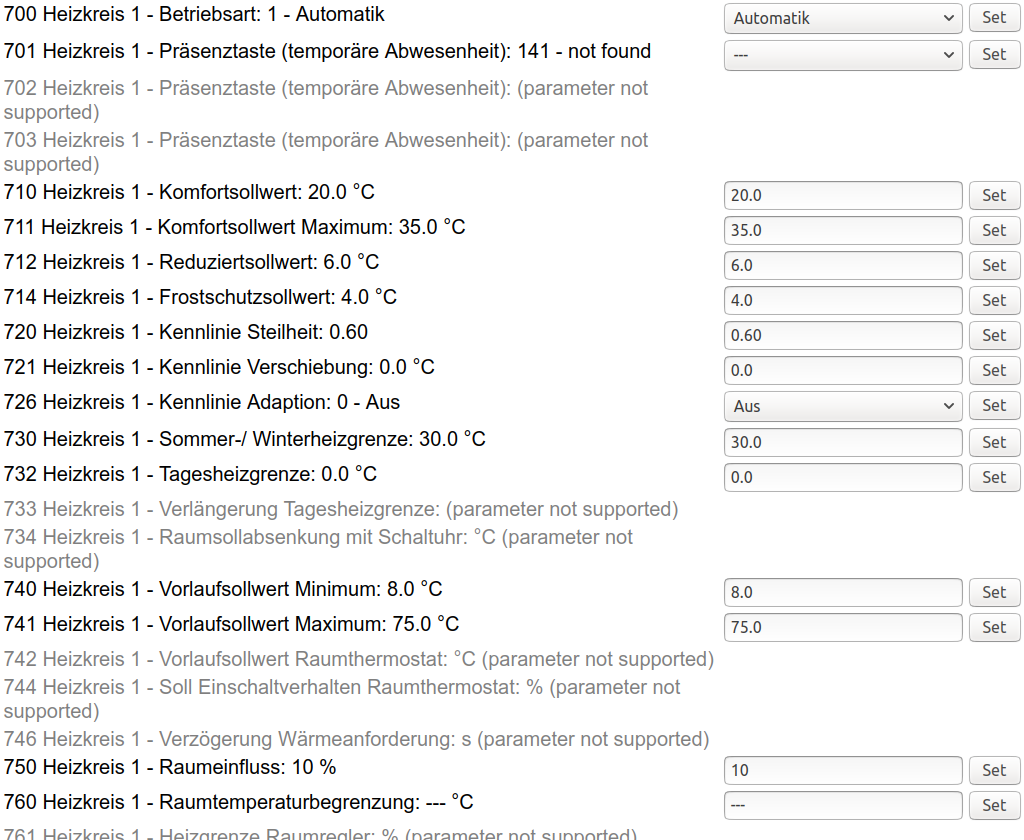 700 Heizkreis 1 - Betriebsart: 1 - Automatik Automatik Set
701 Heizkreis 1 - Präsenztaste (temporäre Abwesenheit): 141 - not found --- Set
702 Heizkreis 1 - Präsenztaste (temporäre Abwesenheit): (parameter not
supported)
703 Heizkreis 1 - Präsenztaste (temporäre Abwesenheit): (parameter not
supported)
710 Heizkreis 1 - Komfortsollwert: 20.0 °C 20.0 Set
711 Heizkreis 1 - Komfortsollwert Maximum: 35.0 °C 35.0 Set
712 Heizkreis 1 - Reduziertsollwert: 6.0 °C 6.0 Set
714 Heizkreis 1 - Frostschutzsollwert: 4.0 °C 4.0 Set
720 Heizkreis 1 - Kennlinie Steilheit: 0.60 0.60 Set
721 Heizkreis 1 - Kennlinie Verschiebung: 0.0 °C 0.0 Set
726 Heizkreis 1 - Kennlinie Adaption: 0 - Aus Aus Set
730 Heizkreis 1 - Sommer-/ Winterheizgrenze: 30.0 °C 30.0 Set
732 Heizkreis 1 - Tagesheizgrenze: 0.0 °C 0.0 Set
733 Heizkreis 1 - Verlängerung Tagesheizgrenze: (parameter not supported)
734 Heizkreis 1 - Raumsollabsenkung mit Schaltuhr: °C (parameter not
supported)
740 Heizkreis 1 - Vorlaufsollwert Minimum: 8.0 °C 8.0 Set
741 Heizkreis 1 - Vorlaufsollwert Maximum: 75.0 °C 75.0 Set
742 Heizkreis 1 - Vorlaufsollwert Raumthermostat: °C (parameter not supported)
744 Heizkreis 1 - Soll Einschaltverhalten Raumthermostat: % (parameter not
supported)
746 Heizkreis 1 - Verzögerung Wärmeanforderung: s (parameter not supported)
750 Heizkreis 1 - Raumeinfluss: 10 % 10 Set
760 Heizkreis 1 - Raumtemperaturbegrenzung: --- °C --- Set
761 Heizkreis 1 - Heizgrenze Raumregler: % (parameter not supported)